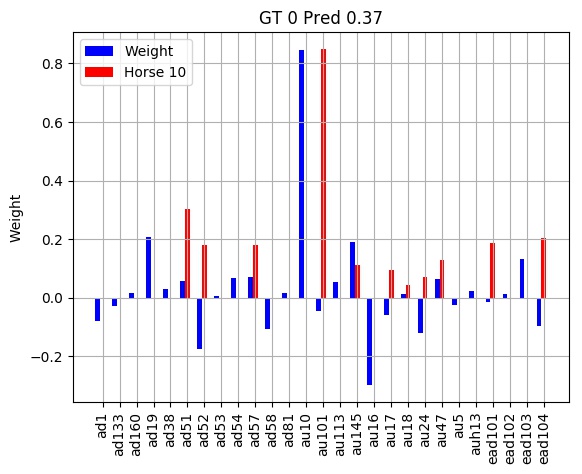 GT 0 Pred 0.37
Weight
Horse 10
Weight
0.8
0.6
0.4
0.2
0.0
−0.2
ad1
ad133
ad160
ad19
ad38
ad51
ad52
ad53
ad54
ad57
ad58
ad81
au10
au101
au113
au145
au16
au17
au18
au24
au47
au5
auh13
ead101
ead102
ead103
ead104